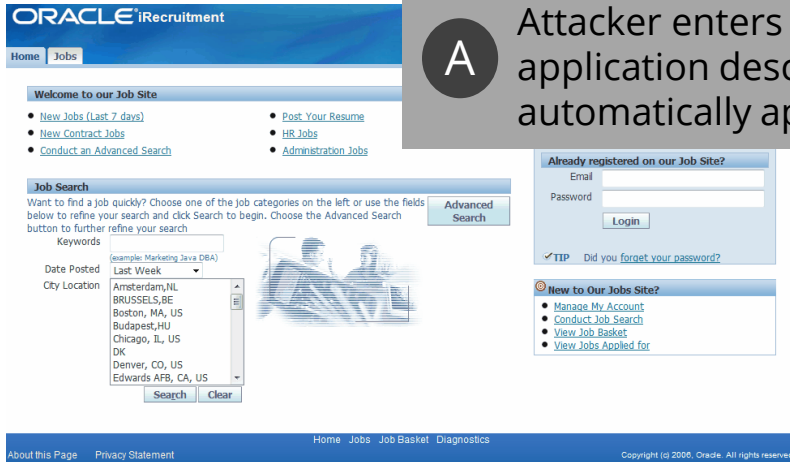 ORACLE iRecruitment
A
Attacker enters
application
automatically
Home Jobs
Welcome to our Job Site
New Jobs (Last 7 days)
New Contract Jobs
Conduct an Advanced Search
Post Your Resume
HR Jobs
Administration Jobs
Job Search
Want to find a job quickly? Choose one of the job categories on the left or use the fields
below to refine your search and click Search to begin. Choose the Advanced Search
button to further refine your search
Advanced
Search
Keywords
(example: Marketing Java DBA)
Date Posted Last Week
City Location Amsterdam,NL
BRUSSELS,BE
Boston, MA, US
Budapest,HU
Chicago, IL, US
DK
Denver, CO, US
Edwards AFB, CA, US
Search Clear
Already registered on our Job Site?
Email
Password
Login
TIP Did you forget your password?
New to Our Jobs Site?
Manage My Account
Conduct Job Search
View Job Basket
View Jobs Applied for
Home Jobs Job Basket Diagnostics
About this Page Privacy Statement
Copyright (c) 2006, Oracle. All rights reserved